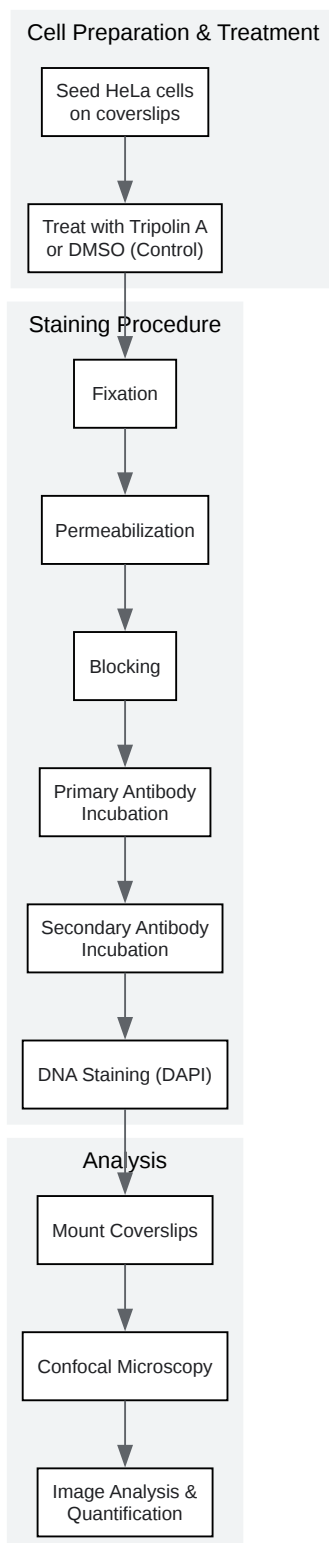 Cell Preparation & Treatment
Seed HeLa cells
on coverslips
Treat with Tripolin A
or DMSO (Control)
Staining Procedure
Fixation
Permeabilization
Blocking
Primary Antibody
Incubation
Secondary Antibody
Incubation
DNA Staining (DAPI)
Analysis
Mount Coverslips
Confocal Microscopy
Image Analysis &
Quantification